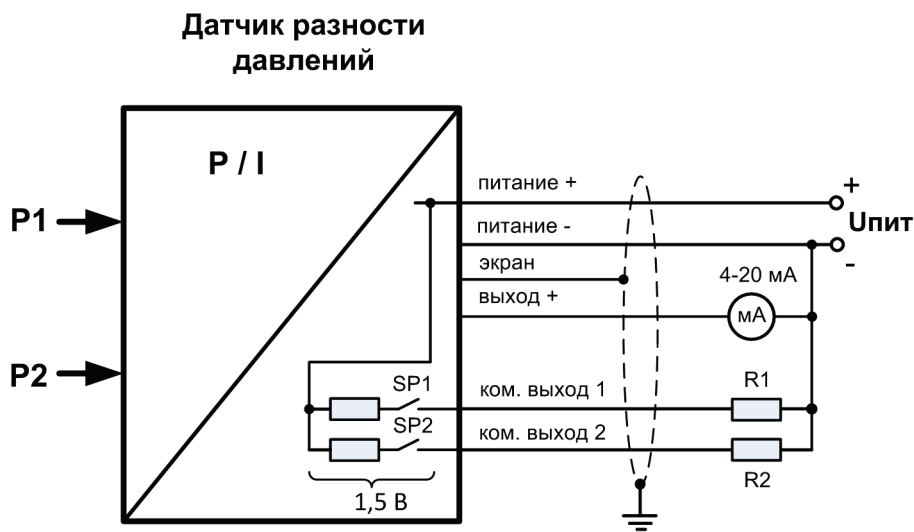 Датчик разности
давлений
P / I
P1
P2
питание +
питание -
экран
выход +
+
Uпит
-
4-20 мА
мА
SP1
ком. выход 1
R1
SP2
ком. выход 2
R2
1,5 В